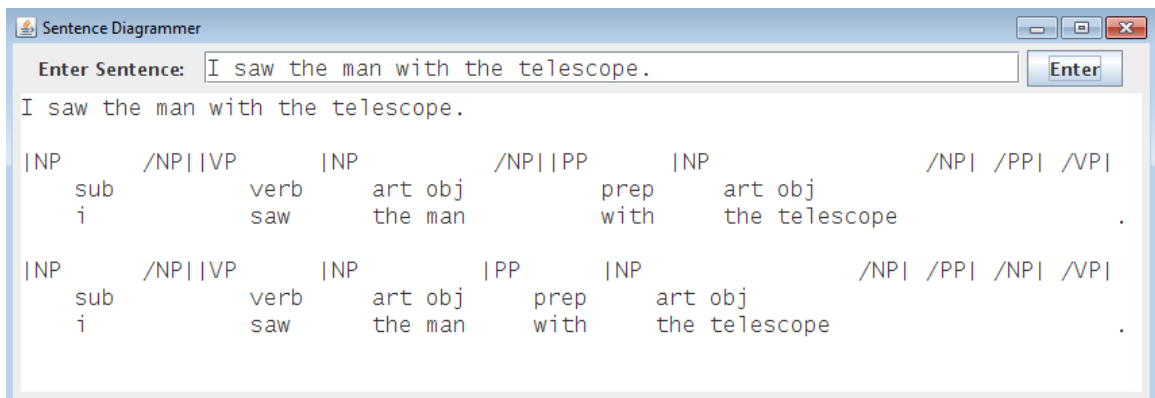 Sentence Diagrammer
Enter Sentence: I saw the man with the telescope. Enter
I saw the man with the telescope.
|NP /NP||VP |NP /NP||PP |NP /NP| /PP| /VP|
sub verb art obj prep art obj
i saw the man with the telescope .
|NP /NP||VP |NP |PP |NP /NP| /PP| /NP| /VP|
sub verb art obj prep art obj
i saw the man with the telescope .